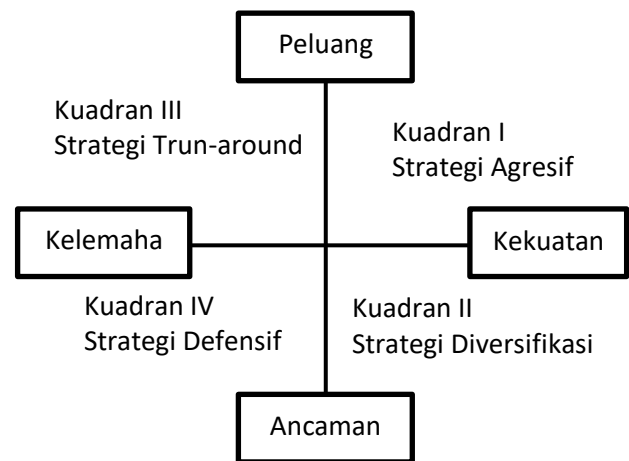 Peluang
Kuadran III
Strategi Trun-around
Kuadran I
Strategi Agresif
Kelemaha
Kekuatan
Kuadran IV
Strategi Defensif
Kuadran II
Strategi Diversifikasi
Ancaman